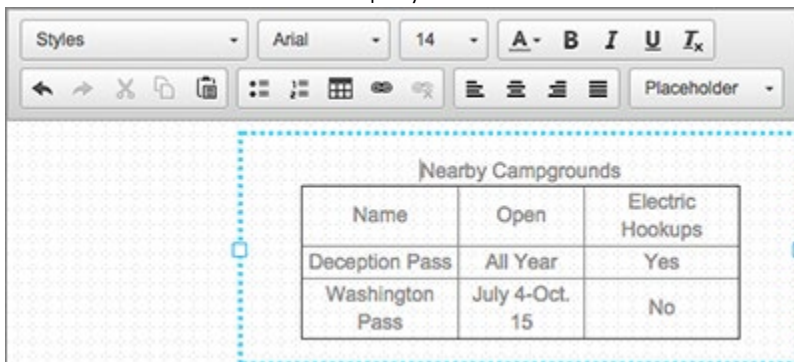 Styles Arial 14 A B I U Tx
Placeholder
Nearby Campgrounds
Name Open Electric Hookups
Deception Pass All Year Yes
Washington Pass July 4-Oct. 15 No